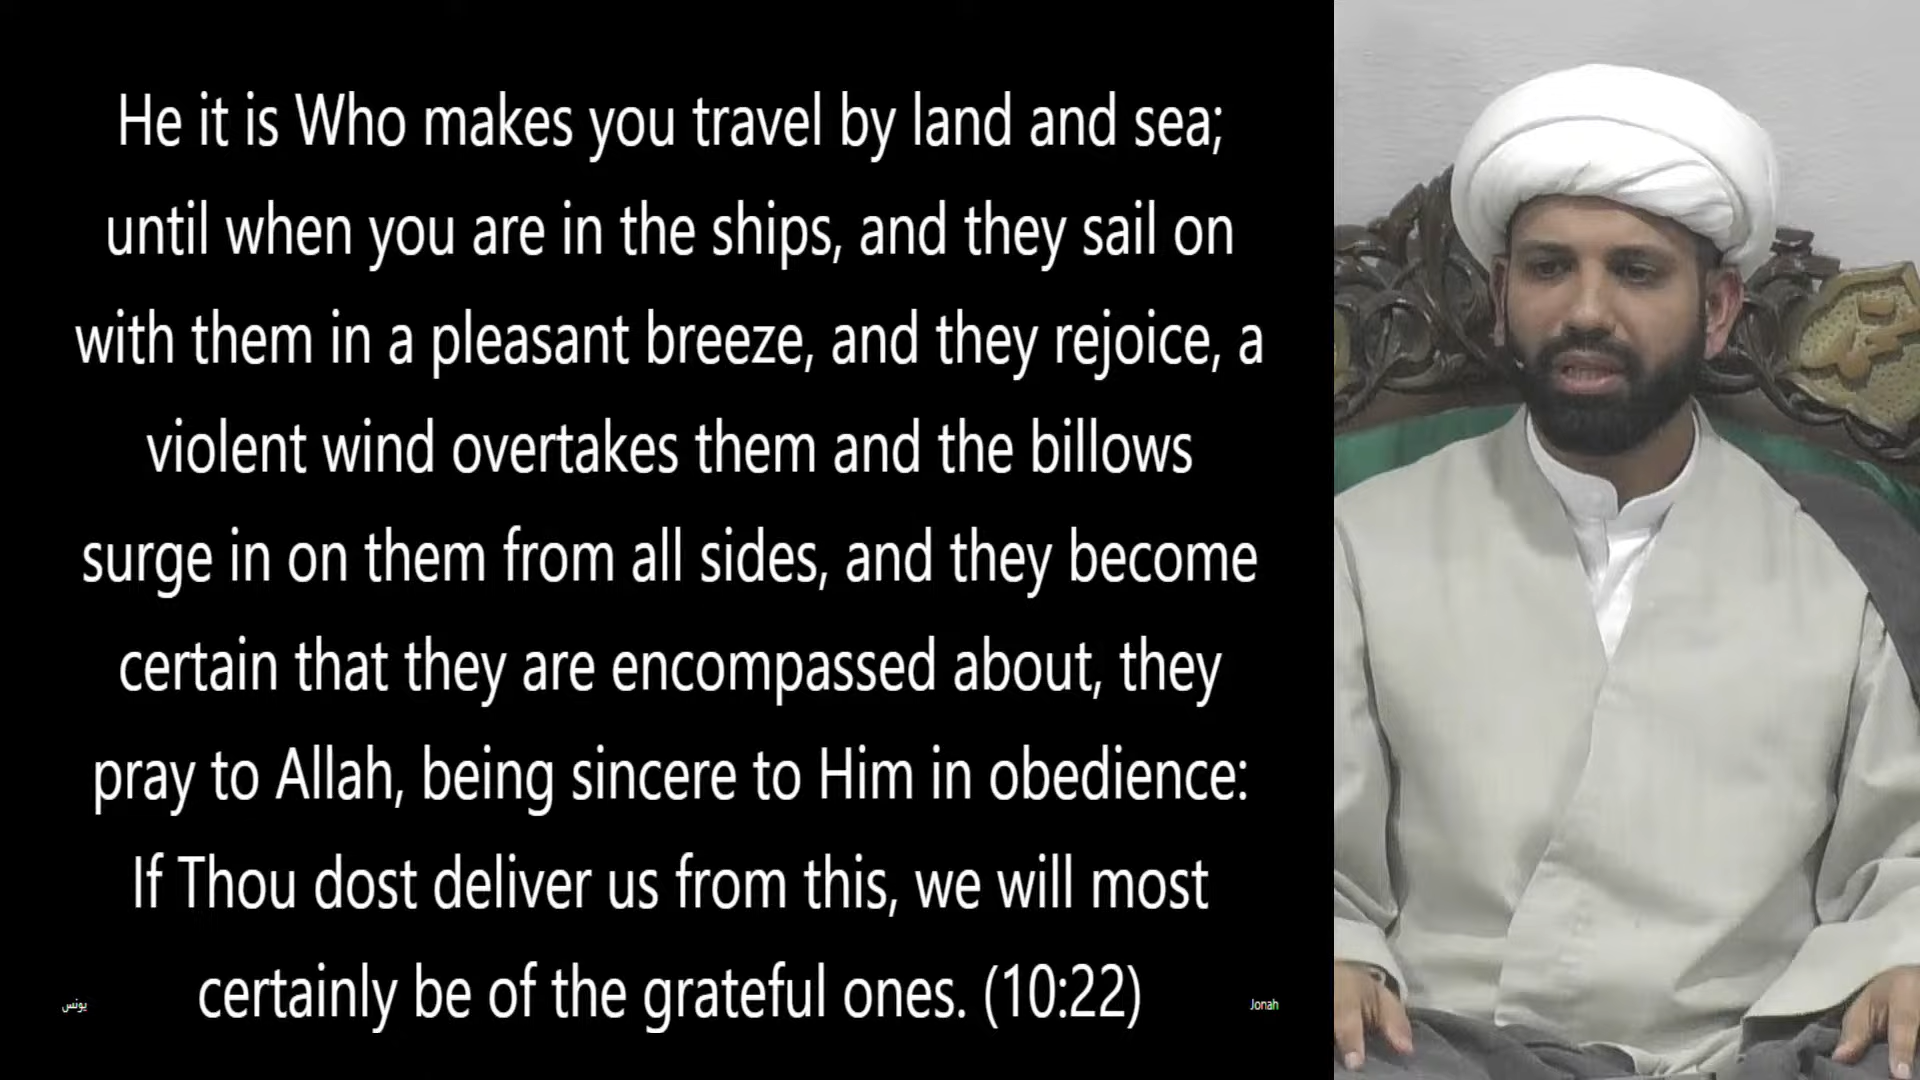 He it is Who makes you travel by land and sea;
until when you are in the ships, and they sail on
with them in a pleasant breeze, and they rejoice, a
violent wind overtakes them and the billows
surge in on them from all sides, and they become
certain that they are encompassed about, they
pray to Allah, being sincere to Him in obedience:
If Thou dost deliver us from this, we will most
certainly be of the grateful ones. (10:22)
يونس
Jonah